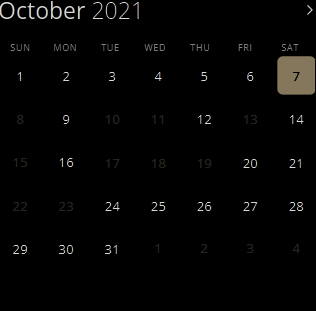 October 2021 >
SUN MON TUE WED THU FRI SAT
1 2 3 4 5 6 7
8 9 10 11 12 13 14
15 16 17 18 19 20 21
22 23 24 25 26 27 28
29 30 31 1 2 3 4